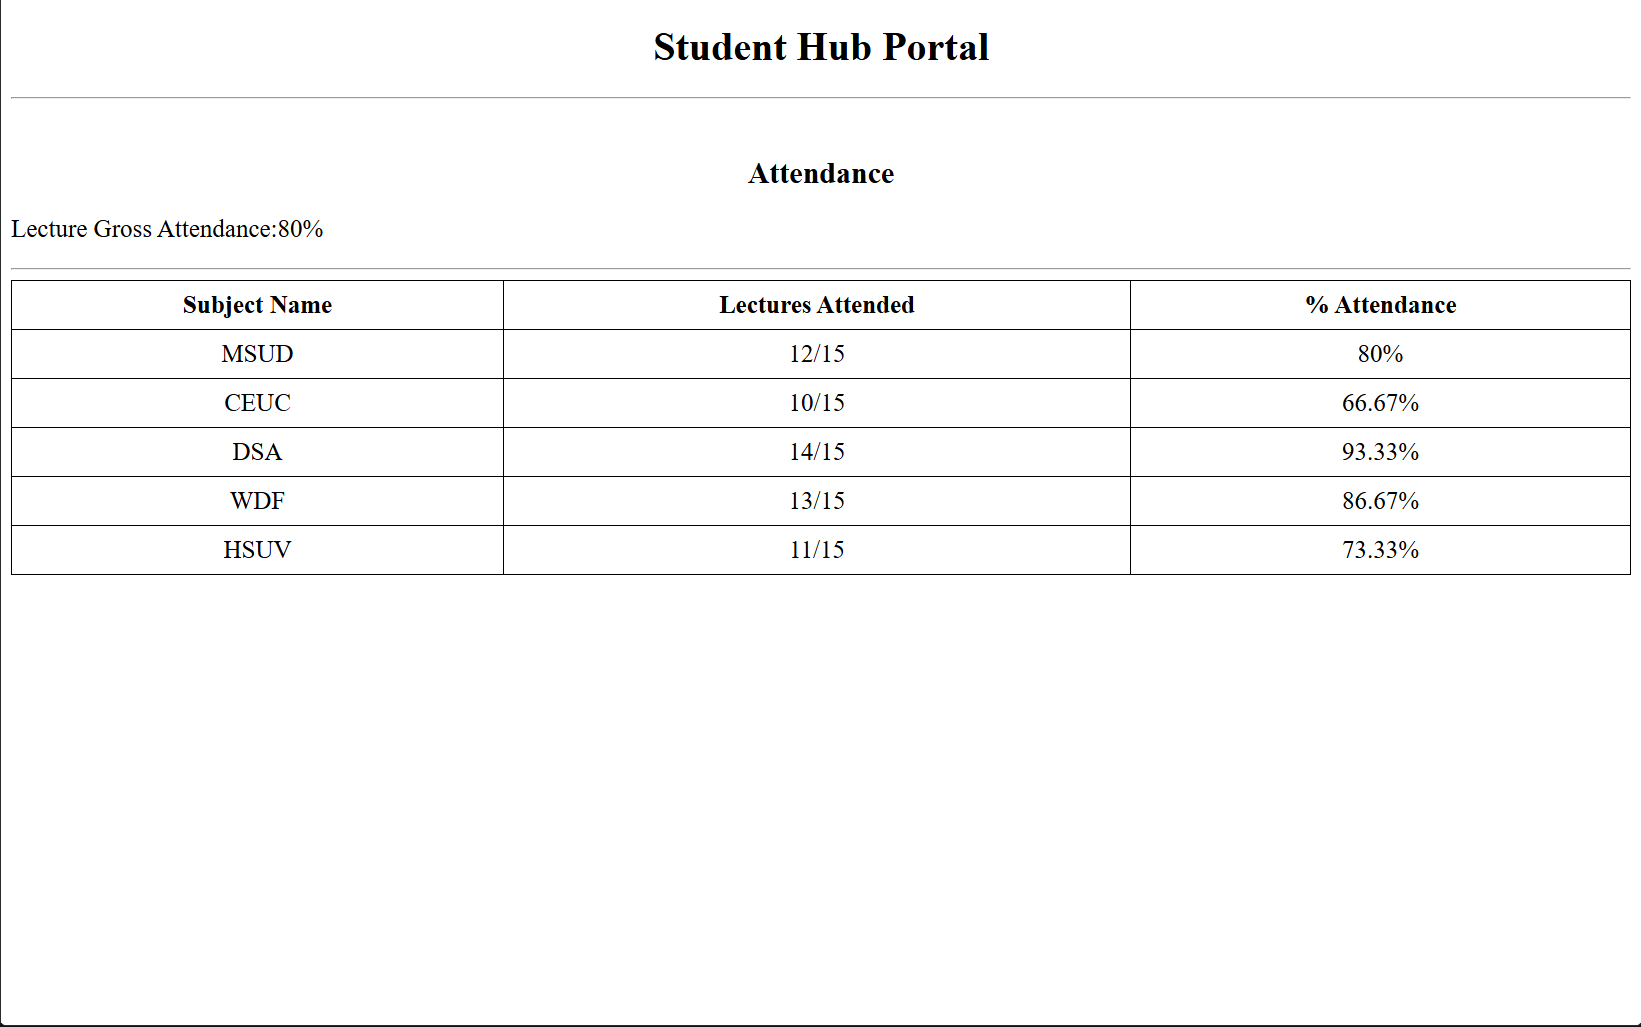 Student Hub Portal
Attendance
Lecture Gross Attendance:80%
Subject Name Lectures Attended % Attendance
MSUD 12/15 80%
CEUC 10/15 66.67%
DSA 14/15 93.33%
WDF 13/15 86.67%
HSUV 11/15 73.33%